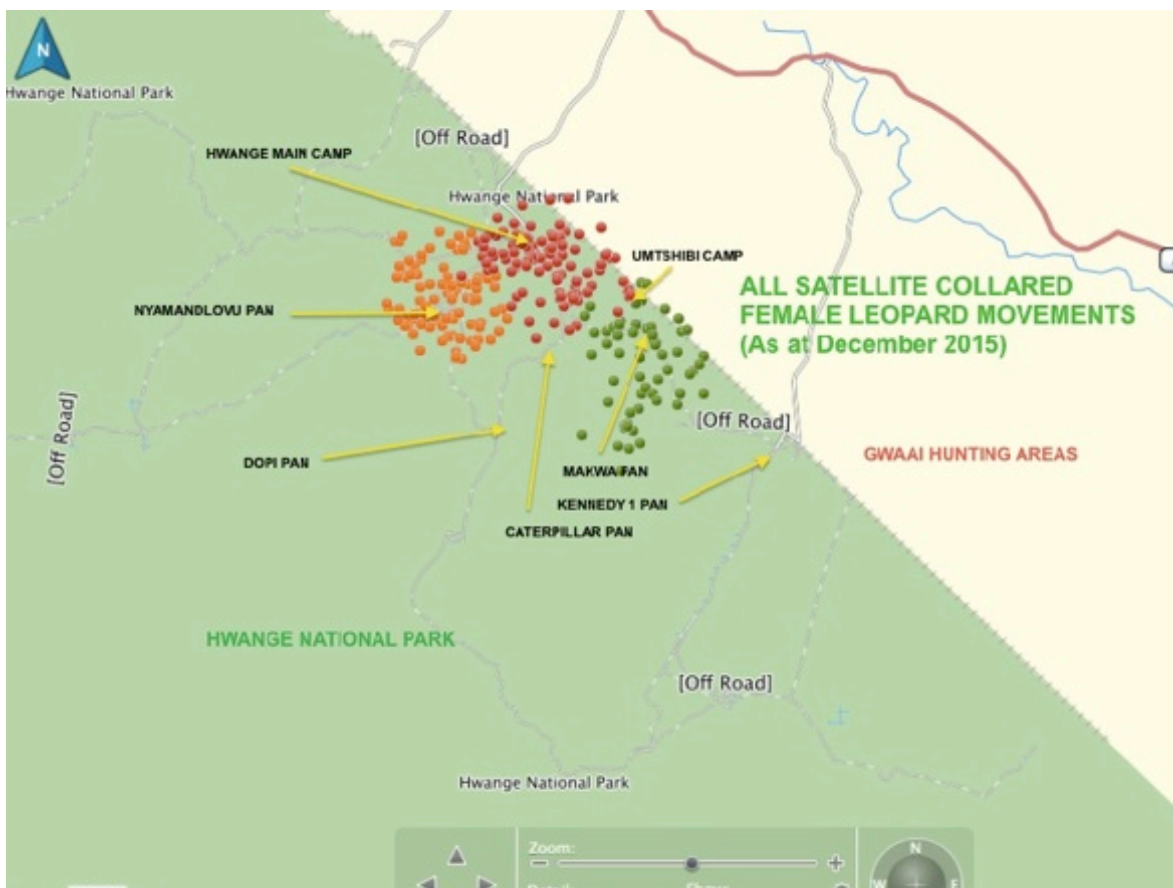 N
Hwange National Park
[Off Road]
HWANGE MAIN CAMP
Hwange National Park
UMTSHIBI CAMP
ALL SATELLITE COLLARED
FEMALE LEOPARD MOVEMENTS
(As at December 2015)
NYAMANDLOVU PAN
[Off Road]
[Off Road]
GWAAI HUNTING AREAS
DOPI PAN
MAKWA PAN
KENNEDY 1 PAN
CATERPILLAR PAN
HWANGE NATIONAL PARK
[Off Road]
Hwange National Park
Zoom:
N
W
E